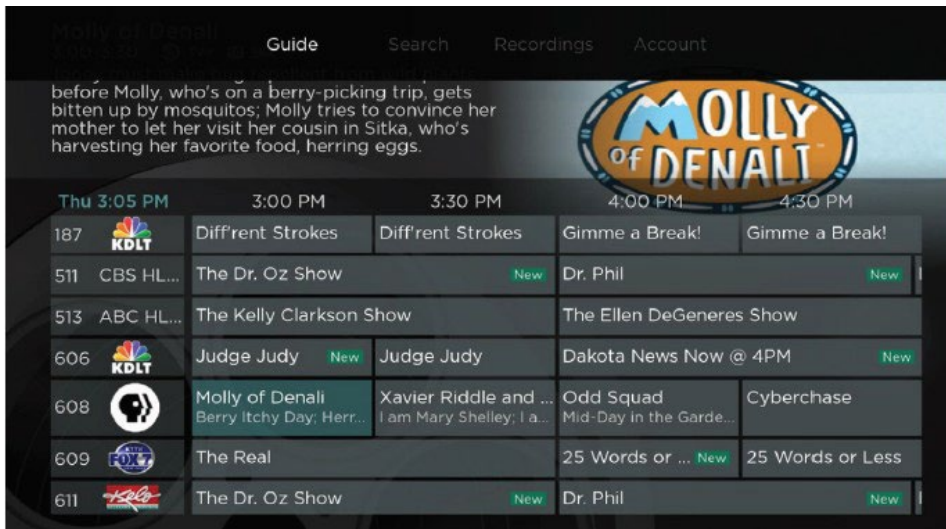 Molly of Denali
Guide Search Recordings Account
before Molly, who's on a berry-picking trip, gets
bitten up by mosquitos; Molly tries to convince her
mother to let her visit her cousin in Sitka, who's
harvesting her favorite food, herring eggs.
MOLLY
OF DENALI
Thu 3:05 PM 3:00 PM 3:30 PM 4:00 PM 4:30 PM
187 KDLT Diff'rent Strokes Diff'rent Strokes Gimme a Break! Gimme a Break!
511 CBS HL... The Dr. Oz Show New Dr. Phil New
513 ABC HL... The Kelly Clarkson Show The Ellen DeGeneres Show
606 KDLT Judge Judy New Judge Judy Dakota News Now @ 4PM New
608 Molly of Denali Xavier Riddle and ... Odd Squad Cyberchase
Berry Itchy Day; Herr... I am Mary Shelley; I a... Mid-Day in the Garde...
609 FOX 7 The Real 25 Words or ... New 25 Words or Less
611 Kelo The Dr. Oz Show New Dr. Phil New